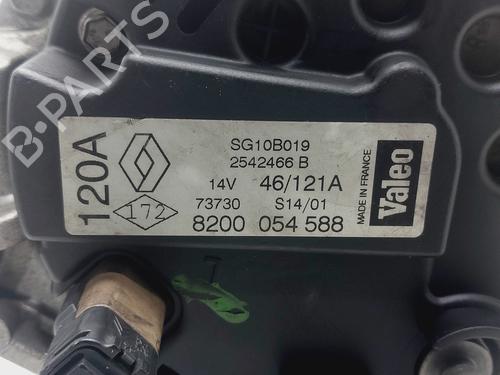 B-PARTS
120A
172
SG10B019
2542466 B
14V 46/121A
73730 S14/01
8200 054 588
Valeo
MADE IN FRANCE